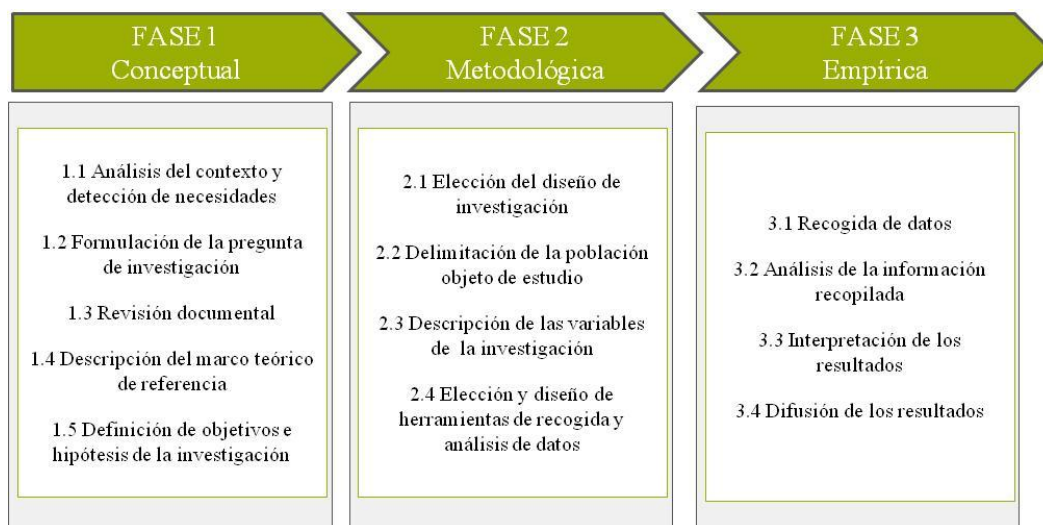 FASE 1
Conceptual
1.1 Análisis del contexto y
detección de necesidades
1.2 Formulación de la pregunta
de investigación
1.3 Revisión documental
1.4 Descripción del marco teórico
de referencia
1.5 Definición de objetivos e
hipótesis de la investigación
FASE 2
Metodológica
2.1 Elección del diseño de
investigación
2.2 Delimitación de la población
objeto de estudio
2.3 Descripción de las variables
de la investigación
2.4 Elección y diseño de
herramientas de recogida y
análisis de datos
FASE 3
Empírica
3.1 Recogida de datos
3.2 Análisis de la información
recopilada
3.3 Interpretación de los
resultados
3.4 Difusión de los resultados